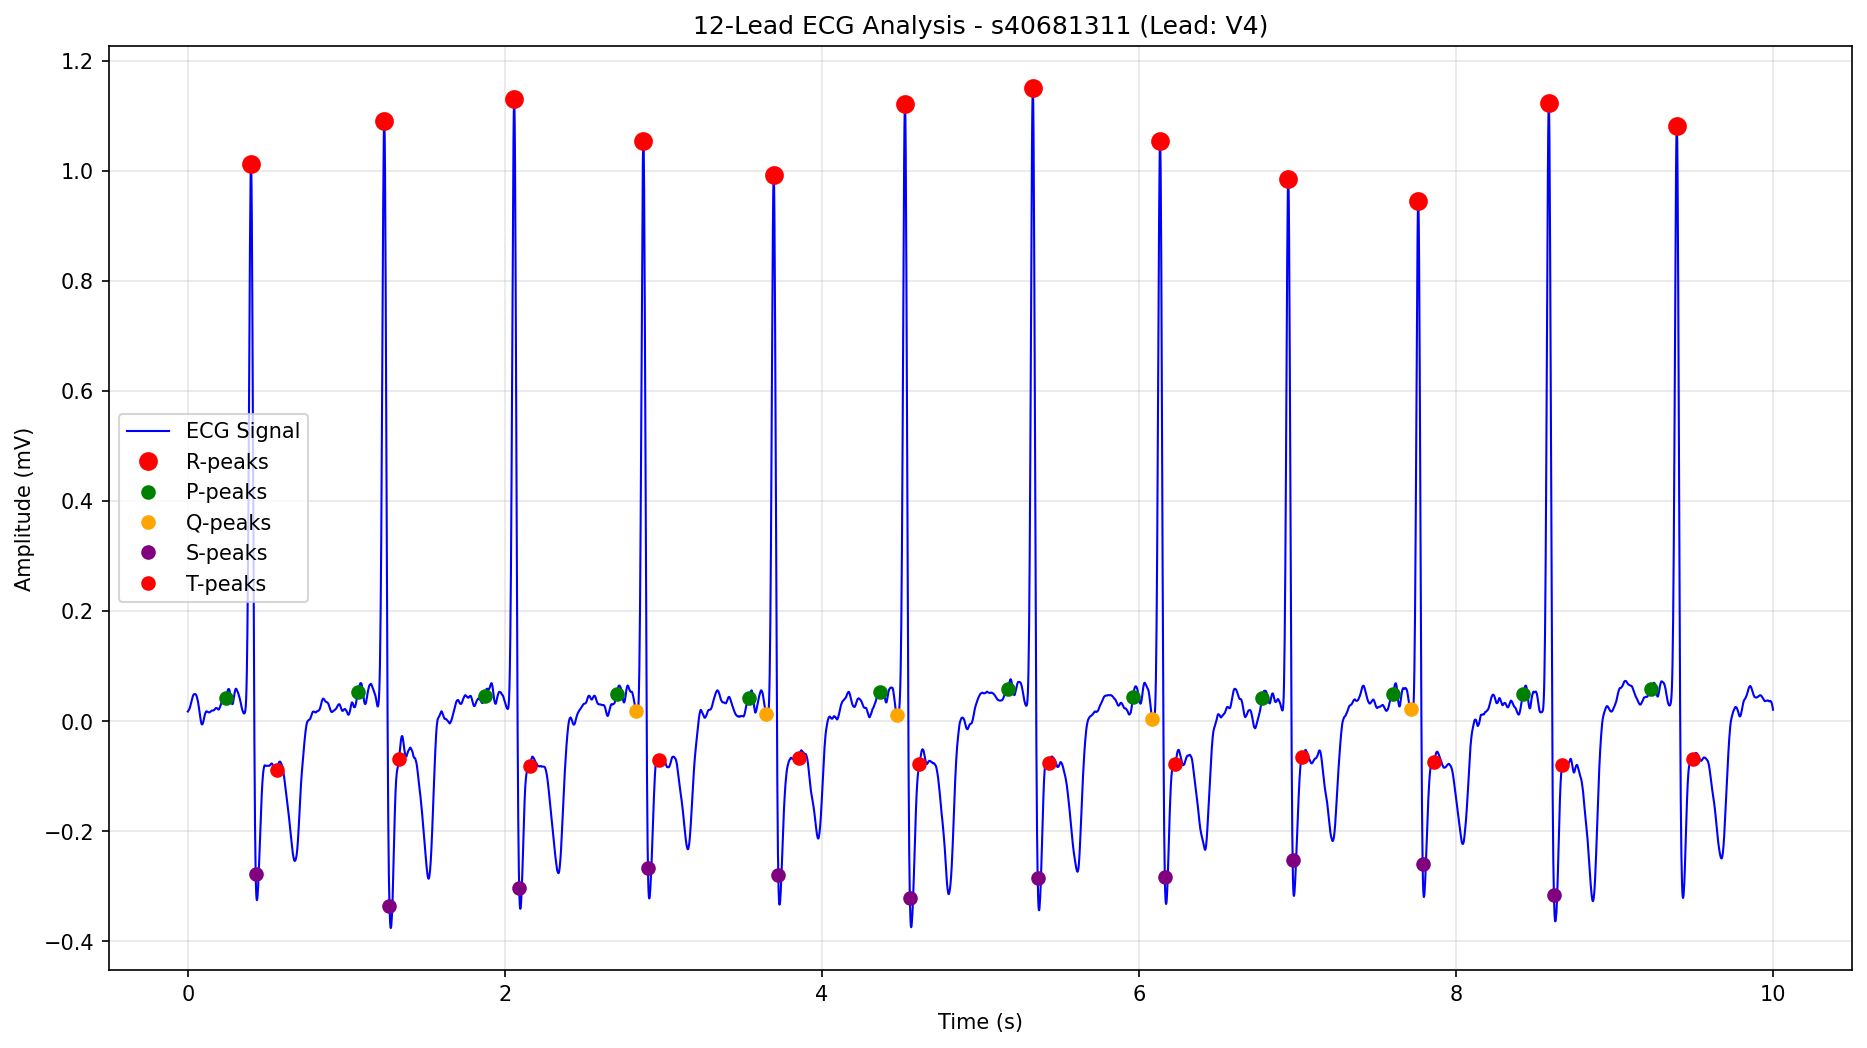 12-Lead ECG Analysis - s40681311 (Lead: V4)
1.2
1.0
0.8
0.6
0.4
0.2
0.0
−0.2
−0.4
Amplitude (mV)
ECG Signal
R-peaks
P-peaks
Q-peaks
S-peaks
T-peaks
0 2 4 6 8 10
Time (s)